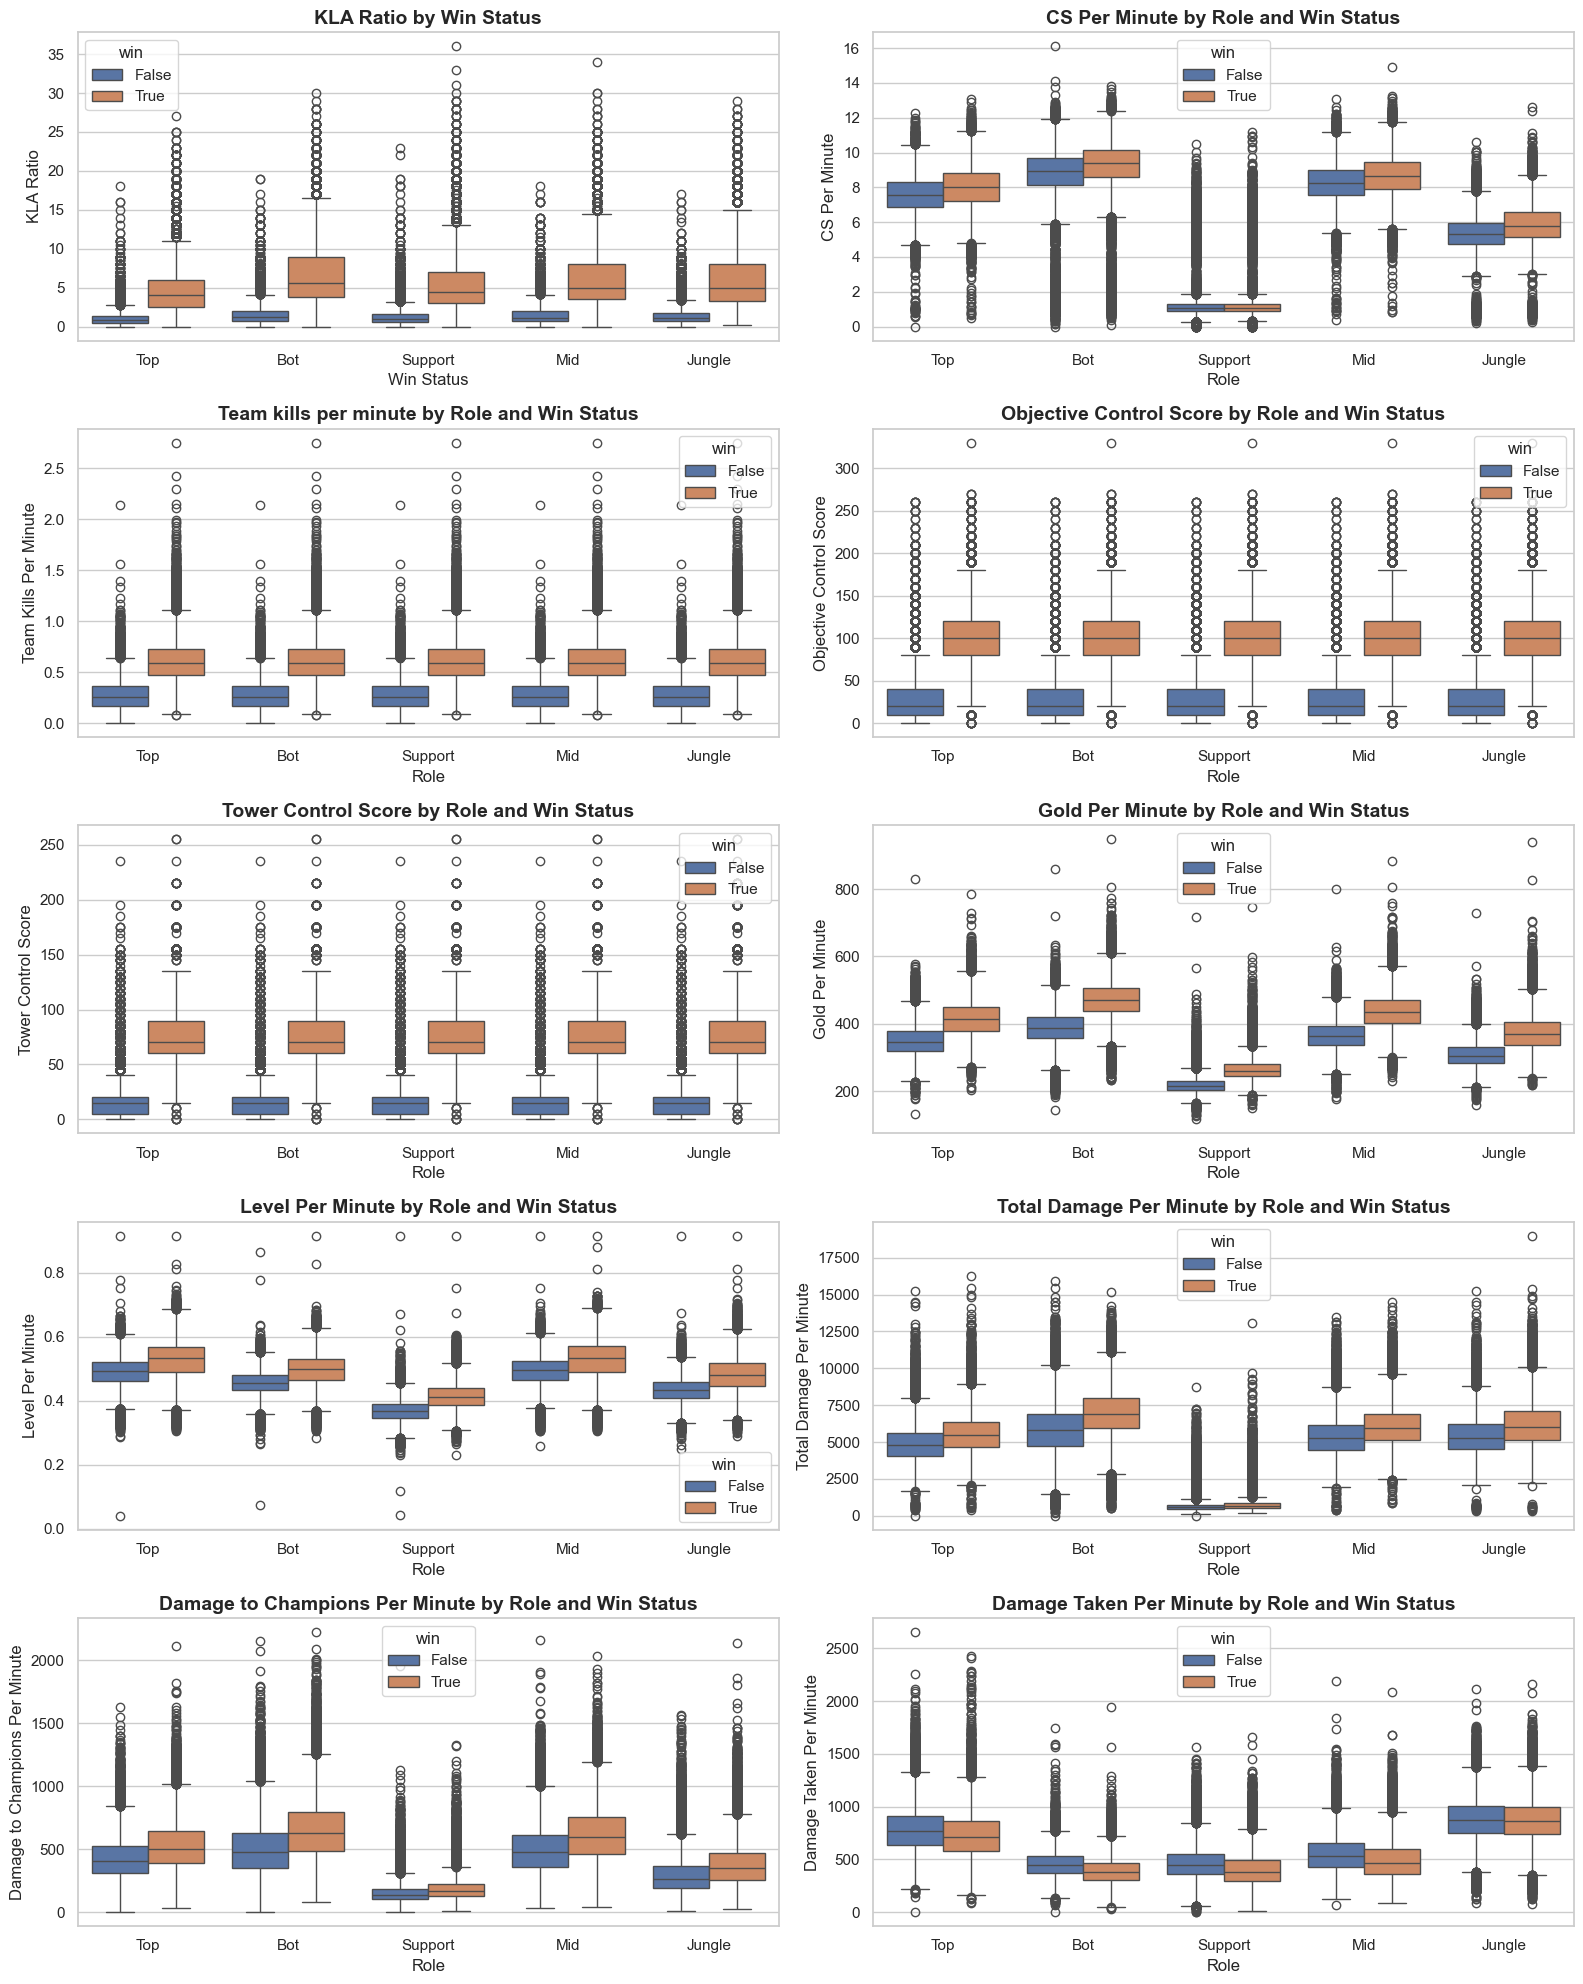 KLA Ratio by Win Status
KLA Ratio
35
30
25
20
15
10
5
0
win
False
True
Top Bot Support Mid Jungle
Win Status
CS Per Minute by Role and Win Status
CS Per Minute
16
14
12
10
8
6
4
2
0
win
False
True
Top Bot Support Mid Jungle
Role
Team kills per minute by Role and Win Status
Team Kills Per Minute
2.5
2.0
1.5
1.0
0.5
0.0
win
False
True
Top Bot Support Mid Jungle
Role
Objective Control Score by Role and Win Status
Objective Control Score
300
250
200
150
100
50
0
win
False
True
Top Bot Support Mid Jungle
Role
Tower Control Score by Role and Win Status
Tower Control Score
250
200
150
100
50
0
win
False
True
Top Bot Support Mid Jungle
Role
Gold Per Minute by Role and Win Status
Gold Per Minute
800
600
400
200
win
False
True
Top Bot Support Mid Jungle
Role
Level Per Minute by Role and Win Status
Level Per Minute
0.8
0.6
0.4
0.2
0.0
win
False
True
Top Bot Support Mid Jungle
Role
Total Damage Per Minute by Role and Win Status
Total Damage Per Minute
17500
15000
12500
10000
7500
5000
2500
0
win
False
True
Top Bot Support Mid Jungle
Role
Damage to Champions Per Minute by Role and Win Status
Damage to Champions Per Minute
2000
1500
1000
500
0
win
False
True
Top Bot Support Mid Jungle
Role
Damage Taken Per Minute by Role and Win Status
Damage Taken Per Minute
2500
2000
1500
1000
500
0
win
False
True
Top Bot Support Mid Jungle
Role